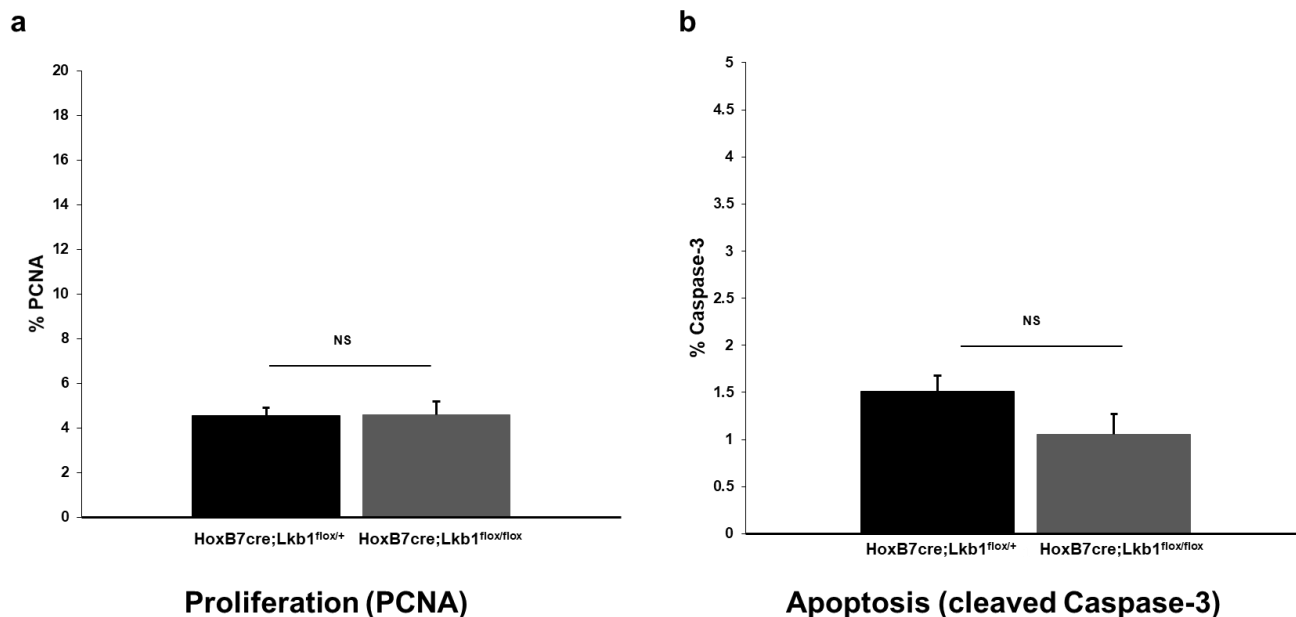 a
20
18
16
14
12
10
8
6
4
2
0
% PCNA
NS
HoxB7cre;Lkb1flox/+ HoxB7cre;Lkb1flox/flox
Proliferation (PCNA)
b
5
4.5
4
3.5
3
2.5
2
1.5
1
0.5
0
% Caspase-3
NS
HoxB7cre;Lkb1flox/+ HoxB7cre;Lkb1flox/flox
Apoptosis (cleaved Caspase-3)